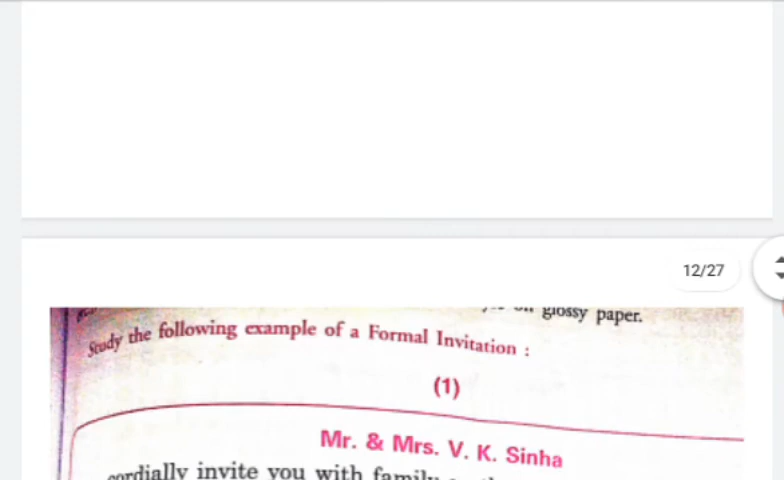 12/27
glossy paper.
Study the following example of a Formal Invitation :
(1)
Mr. & Mrs. V. K. Sinha
cordially invite you with family